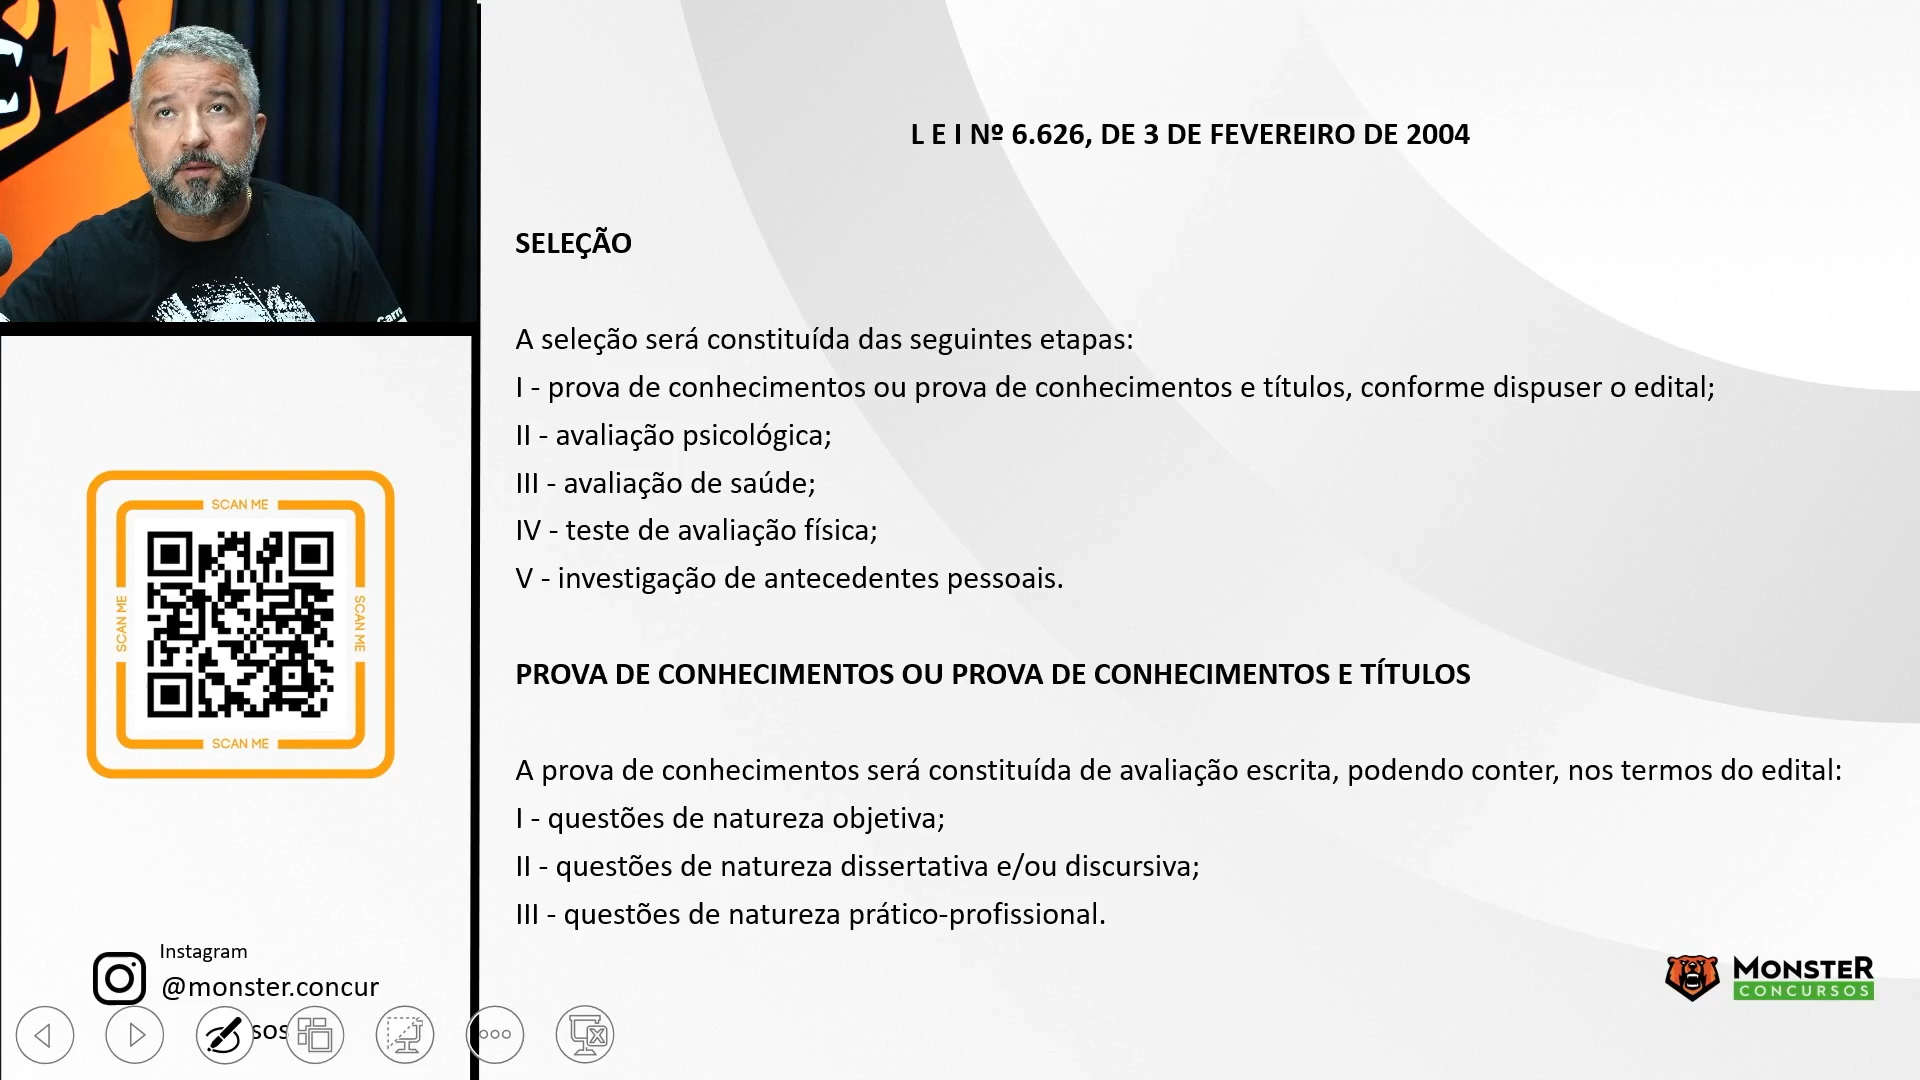 L E I Nº 6.626, DE 3 DE FEVEREIRO DE 2004
SELEÇÃO
A seleção será constituída das seguintes etapas:
I - prova de conhecimentos ou prova de conhecimentos e títulos, conforme dispuser o edital;
II - avaliação psicológica;
III - avaliação de saúde;
IV - teste de avaliação física;
V - investigação de antecedentes pessoais.
PROVA DE CONHECIMENTOS OU PROVA DE CONHECIMENTOS E TÍTULOS
A prova de conhecimentos será constituída de avaliação escrita, podendo conter, nos termos do edital:
I - questões de natureza objetiva;
II - questões de natureza dissertativa e/ou discursiva;
III - questões de natureza prático-profissional.
SCAN ME
SCAN ME
SCAN ME
SCAN ME
Instagram
@monster.concur
sos
MONSTER
CONCURSOS